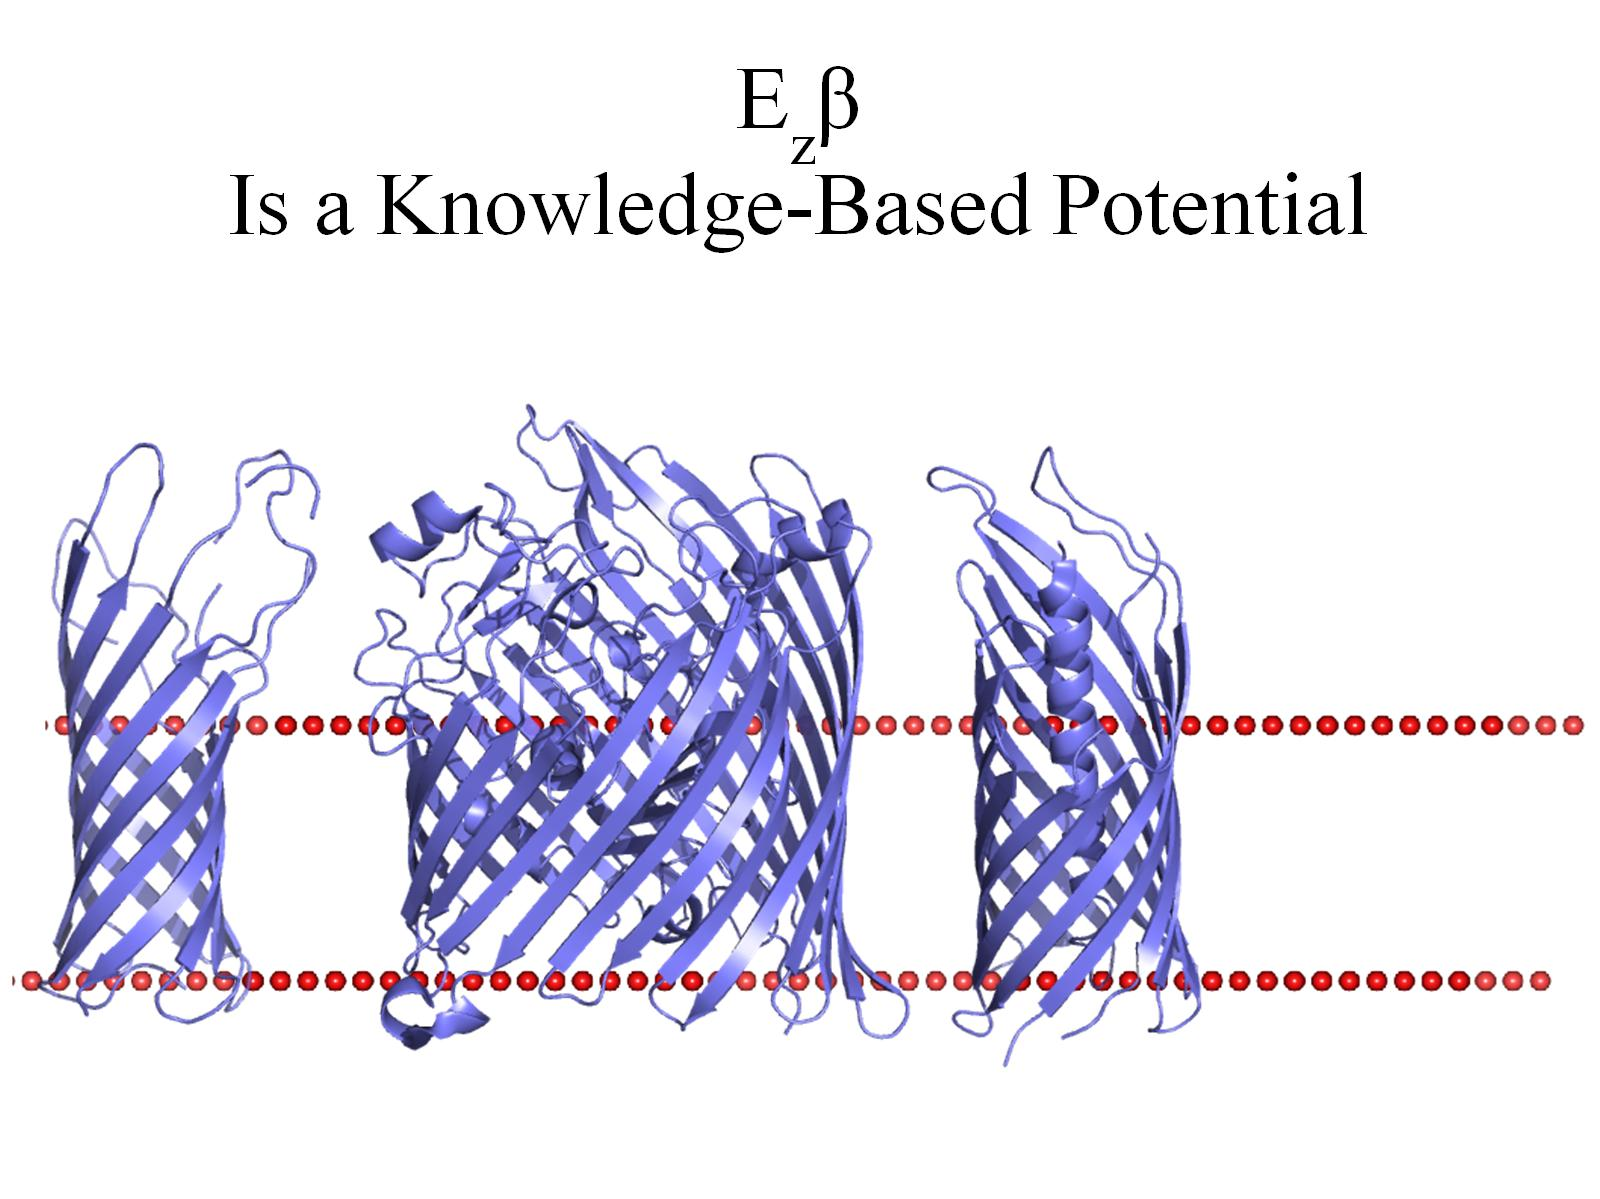 E_zβ
Is a Knowledge-Based Potential